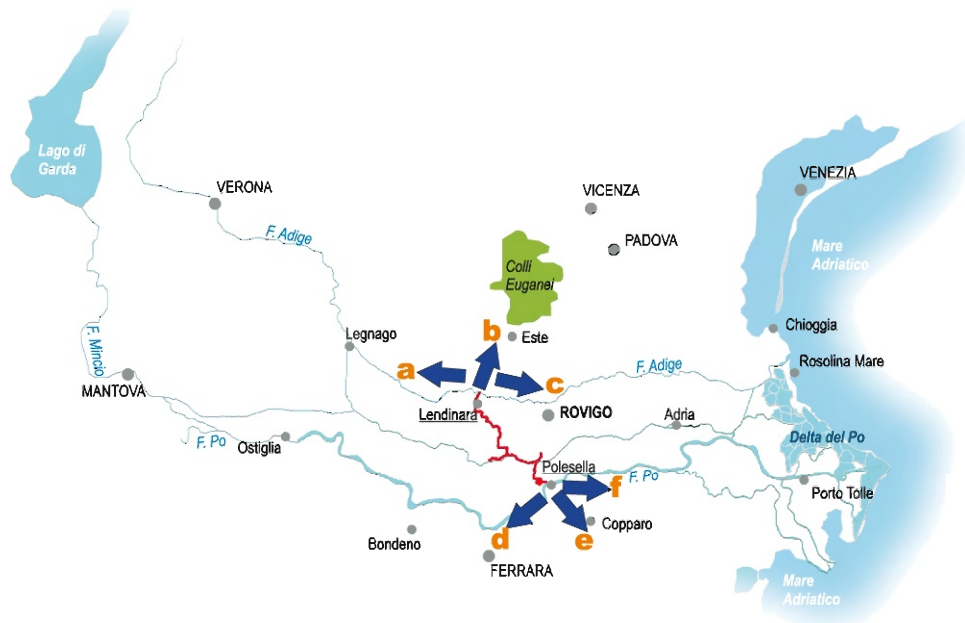 Lago di
Garda
VERONA
VICENZA
VENEZIA
F. Adige
PADOVA
Mare
Adriatico
Colli
Euganei
F. Mincio
Legnago
b
Este
Chioggia
a
c
Rosolina Mare
MANTOVA
F. Adige
Lendinara
ROVIGO
Adria
F. Po
Ostiglia
Delta del Po
Polesella
F. Po
Porto Tolle
f
Bondeno
d
e
Copparo
FERRARA
Mare
Adriatico